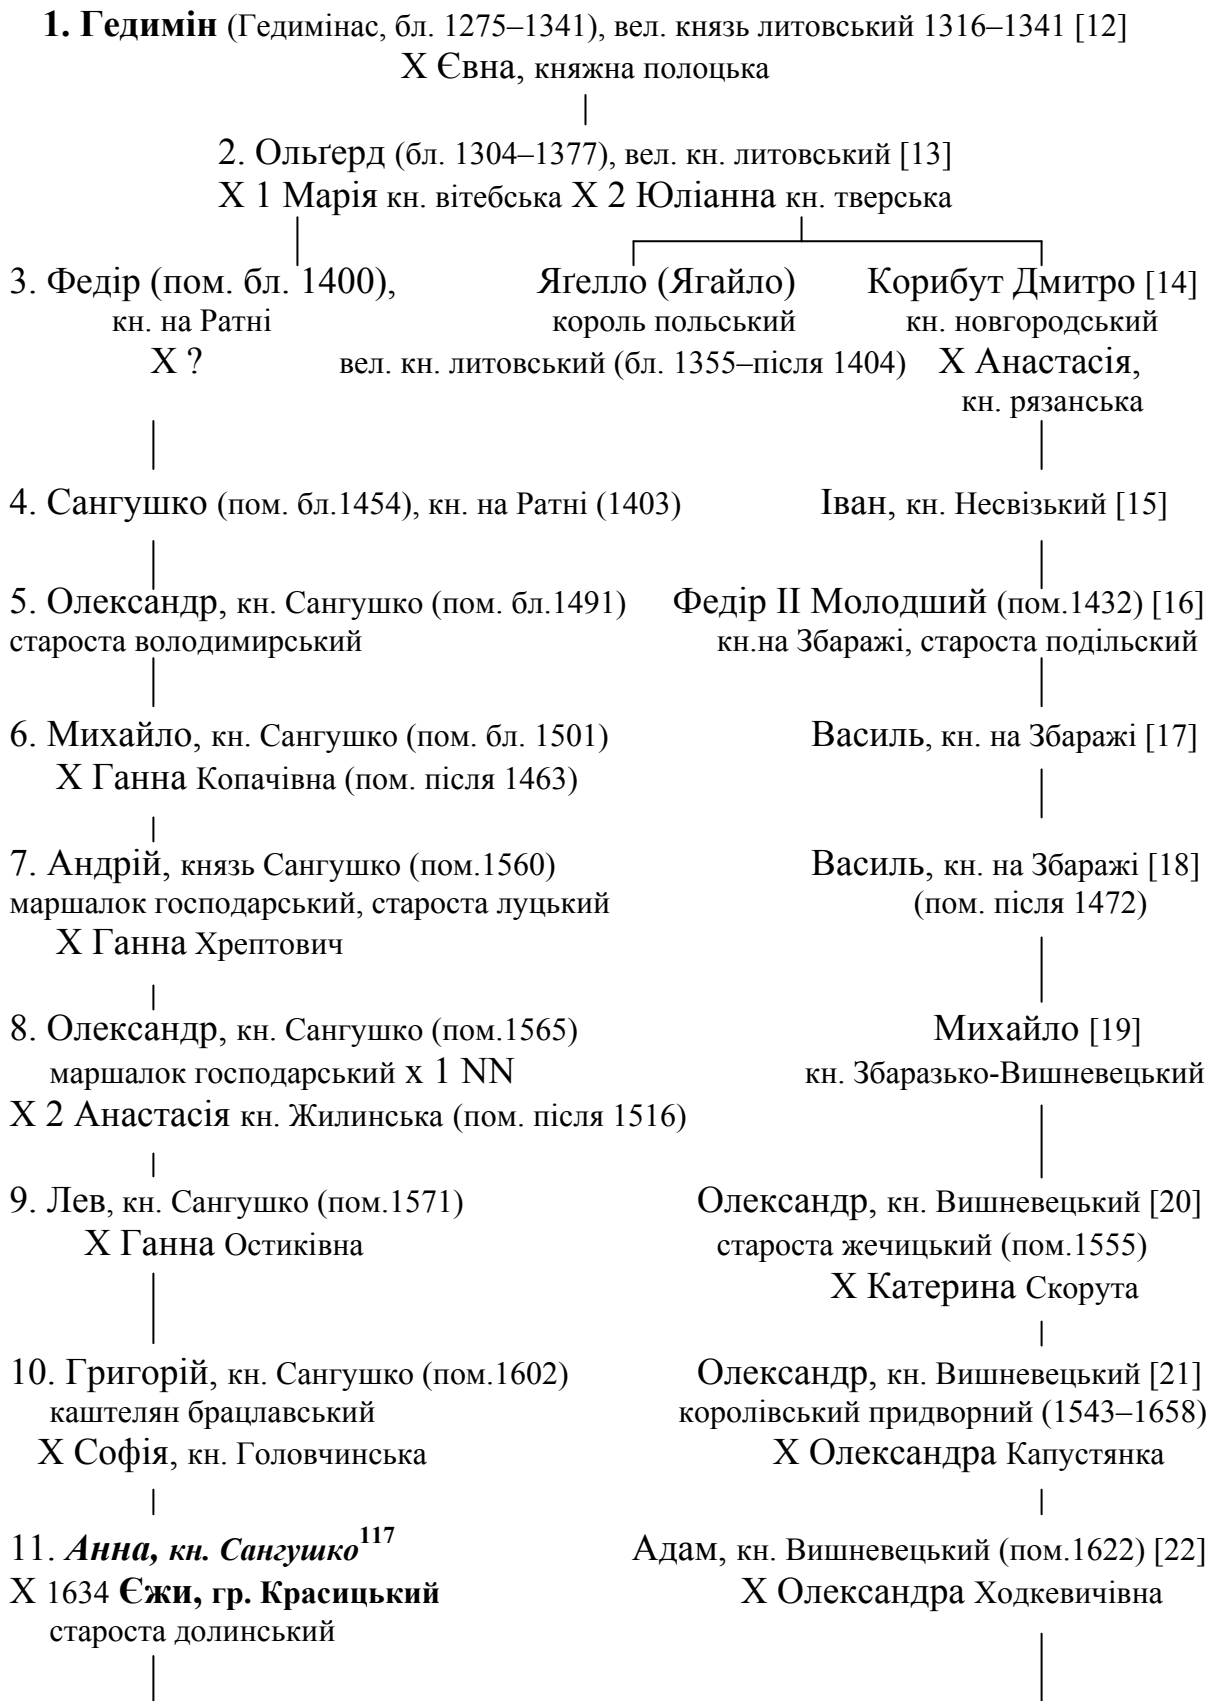 1. Гедимін (Гедимінас, бл. 1275–1341), вел. князь литовський 1316–1341 [12]
Х Євна, княжна полоцька
2. Ольґерд (бл. 1304–1377), вел. кн. литовський [13]
Х 1 Марія кн. вітебська Х 2 Юліанна кн. тверська
3. Федір (пом. бл. 1400), Яґелло (Ягайло) Корибут Дмитро [14]
кн. на Ратні король польський кн. новгородський
Х ? вел. кн. литовський (бл. 1355–після 1404) Х Анастасія,
кн. рязанська
4. Сангушко (пом. бл.1454), кн. на Ратні (1403) Іван, кн. Несвізький [15]
5. Олександр, кн. Сангушко (пом. бл.1491) Федір II Молодший (пом.1432) [16]
староста володимирський кн.на Збаражі, староста подільский
6. Михайло, кн. Сангушко (пом. бл. 1501) Василь, кн. на Збаражі [17]
Х Ганна Копачівна (пом. після 1463)
7. Андрій, князь Сангушко (пом.1560) Василь, кн. на Збаражі [18]
маршалок господарський, староста луцький (пом. після 1472)
Х Ганна Хрептович
8. Олександр, кн. Сангушко (пом.1565) Михайло [19]
маршалок господарський х 1 NN кн. Збаразько-Вишневецький
Х 2 Анастасія кн. Жилинська (пом. після 1516)
9. Лев, кн. Сангушко (пом.1571) Олександр, кн. Вишневецький [20]
Х Ганна Остиківна староста жечицький (пом.1555)
Х Катерина Скорута
10. Григорій, кн. Сангушко (пом.1602) Олександр, кн. Вишневецький [21]
каштелян брацлавський королівський придворний (1543–1658)
Х Софія, кн. Головчинська Х Олександра Капустянка
11. Анна, кн. Сангушко117 Адам, кн. Вишневецький (пом.1622) [22]
Х 1634 Єжи, гр. Красицький Х Олександра Ходкевичівна
староста долинський